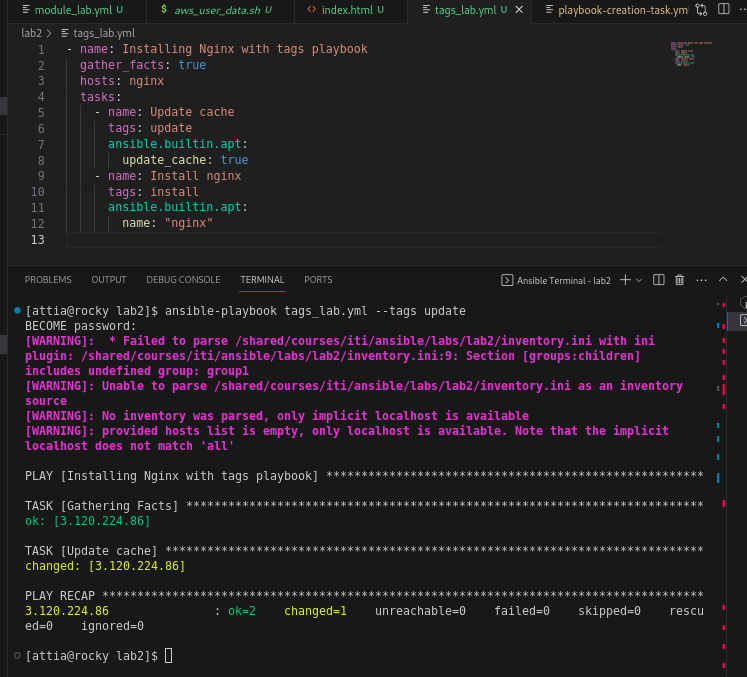 module_lab.yml U
$ aws_user_data.sh U
<> index.html U
tags_lab.yml U
playbook-creation-task.ym
lab2 > tags_lab.yml
1 - name: Installing Nginx with tags playbook
2 gather_facts: true
3 hosts: nginx
4 tasks:
5 - name: Update cache
6 tags: update
7 ansible.builtin.apt:
8 update_cache: true
9 - name: Install nginx
10 tags: install
11 ansible.builtin.apt:
12 name: "nginx"
13
PROBLEMS OUTPUT DEBUG CONSOLE TERMINAL PORTS Ansible Terminal - lab2
[attia@rocky lab2]$ ansible-playbook tags_lab.yml --tags update
BECOME password:
[WARNING]:  * Failed to parse /shared/courses/iti/ansible/labs/lab2/inventory.ini with ini
plugin: /shared/courses/iti/ansible/labs/lab2/inventory.ini:9: Section [groups:children]
includes undefined group: group1
[WARNING]: Unable to parse /shared/courses/iti/ansible/labs/lab2/inventory.ini as an inventory
source
[WARNING]: No inventory was parsed, only implicit localhost is available
[WARNING]: provided hosts list is empty, only localhost is available. Note that the implicit
localhost does not match 'all'
PLAY [Installing Nginx with tags playbook] ******************************************************
TASK [Gathering Facts] **************************************************************************
ok: [3.120.224.86]
TASK [Update cache] *****************************************************************************
changed: [3.120.224.86]
PLAY RECAP **************************************************************************************
3.120.224.86 : ok=2 changed=1 unreachable=0 failed=0 skipped=0 rescu
ed=0 ignored=0
[attia@rocky lab2]$